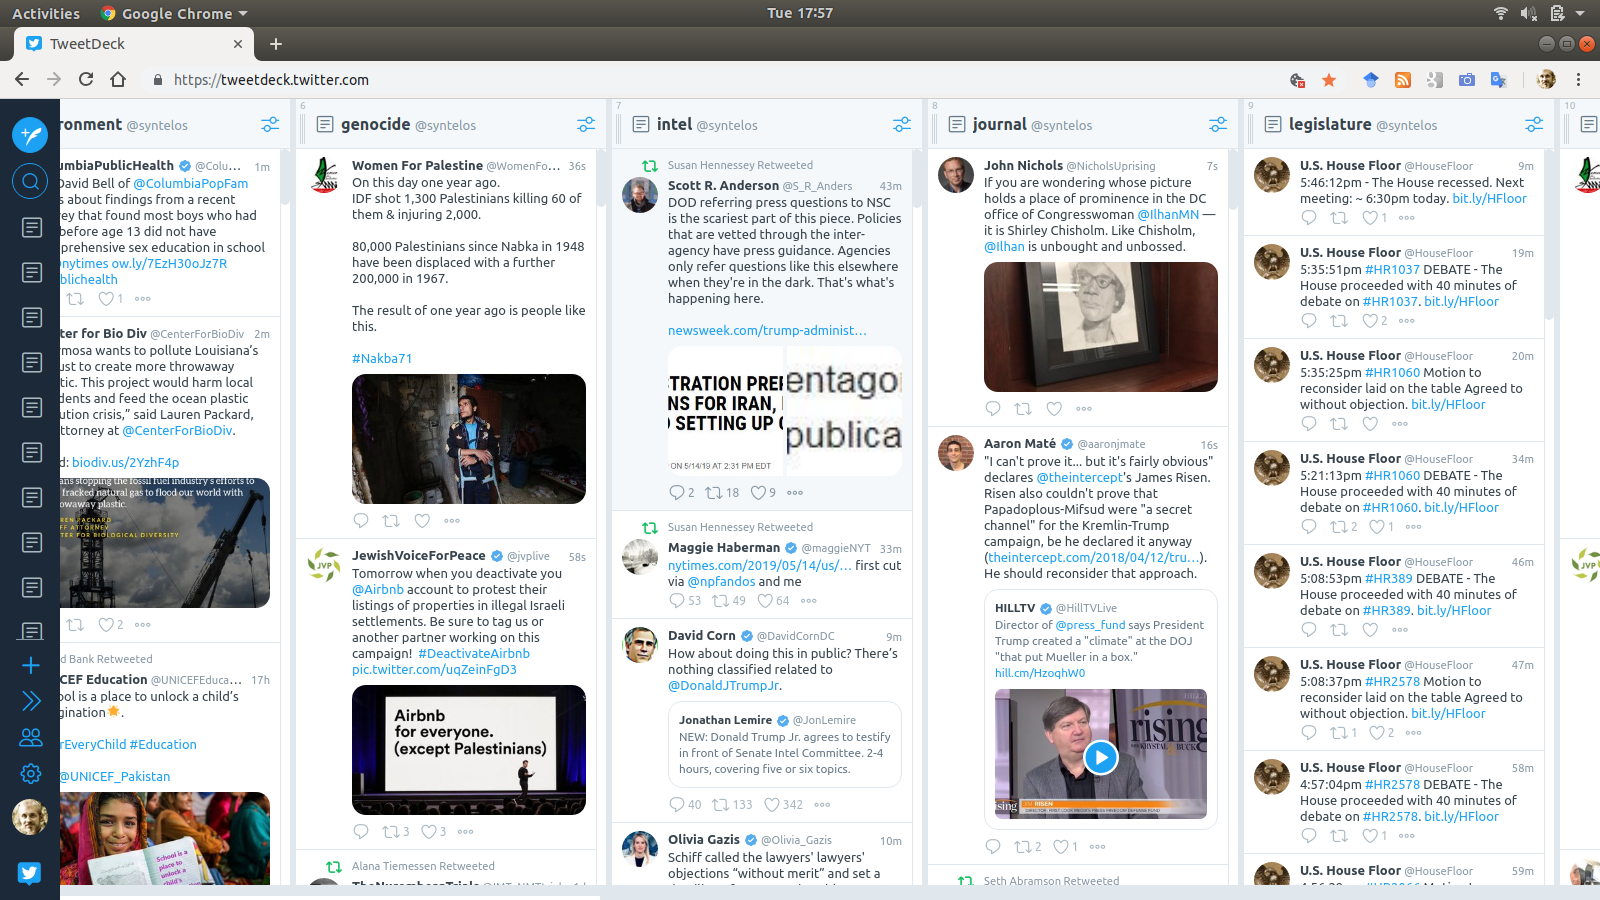 Activities
Google Chrome
Tue 17:57
TweetDeck
https://tweetdeck.twitter.com
ronment @syntelos
umbiaPublicHealth @Colu... 1m
David Bell of @ColumbiaPopFam
s about findings from a recent
vey that found most boys who had
before age 13 did not have
prehensive sex education in school
nytimes ow.ly/7EzH30oJz7R
blichealth
1
ter for Bio Div @CenterForBioDiv 2m
rmosa wants to pollute Louisiana's
ust to create more throwaway
tic. This project would harm local
dents and feed the ocean plastic
ution crisis,” said Lauren Packard,
ttorney at @CenterForBioDiv.
d: biodiv.us/2YzhF4p
ans stopping the fossil fuel industry's efforts to
fracked natural gas to flood our world with
owaway plastic.
REN PACKARD
FF ATTORNEY
TER FOR BIOLOGICAL DIVERSITY
2
d Bank Retweeted
CEF Education @UNICEFEduca... 17h
ool is a place to unlock a child's
gination
rEveryChild #Education
@UNICEF_Pakistan
School is a
place to
unlock a
child's
6
genocide @syntelos
Women For Palestine @WomenFo... 36s
On this day one year ago.
IDF shot 1,300 Palestinians killing 60 of
them & injuring 2,000.
80,000 Palestinians since Nabka in 1948
have been displaced with a further
200,000 in 1967.
The result of one year ago is people like
this.
#Nakba71
JewishVoiceForPeace @jvplive 58s
JVP
Tomorrow when you deactivate you
@Airbnb account to protest their
listings of properties in illegal Israeli
settlements. Be sure to tag us or
another partner working on this
campaign! #DeactivateAirbnb
pic.twitter.com/uqZeinFgD3
Airbnb
for everyone.
(except Palestinians)
3 3
Alana Tiemessen Retweeted
7
intel @syntelos
Susan Hennessey Retweeted
Scott R. Anderson @S_R_Anders 43m
DOD referring press questions to NSC
is the scariest part of this piece. Policies
that are vetted through the inter-
agency have press guidance. Agencies
only refer questions like this elsewhere
when they're in the dark. That's what's
happening here.
newsweek.com/trump-administ...
TRATION PREP
NS FOR IRAN,
SETTING UP
ON 5/14/19 AT 2:31 PM EDT
entago
publica
2 18 9
Susan Hennessey Retweeted
Maggie Haberman @maggieNYT 33m
nytimes.com/2019/05/14/us/... first cut
via @npfandos and me
53 49 64
David Corn @DavidCornDC 9m
How about doing this in public? There's
nothing classified related to
@DonaldJTrumpJr.
Jonathan Lemire @JonLemire
NEW: Donald Trump Jr. agrees to testify
in front of Senate Intel Committee. 2-4
hours, covering five or six topics.
40 133 342
Olivia Gazis @Olivia_Gazis 10m
Schiff called the lawyers' lawyers'
objections “without merit” and set a
8
journal @syntelos
John Nichols @NicholsUprising 7s
If you are wondering whose picture
holds a place of prominence in the DC
office of Congresswoman @IlhanMN —
it is Shirley Chisholm. Like Chisholm,
@Ilhan is unbought and unbossed.
Aaron Maté @aaronjmate 16s
"I can't prove it... but it's fairly obvious"
declares @theintercept's James Risen.
Risen also couldn't prove that
Papadoplous-Mifsud were "a secret
channel" for the Kremlin-Trump
campaign, be he declared it anyway
(theintercept.com/2018/04/12/tru...).
He should reconsider that approach.
HILLTV @HillTVLive
Director of @press_fund says President
Trump created a "climate" at the DOJ
"that put Mueller in a box."
hill.cm/HzoqhW0
rising
KRYSTAL BECK
ising
RISEN
2 1
Seth Abramson Retweeted
9
legislature @syntelos
U.S. House Floor @HouseFloor 9m
5:46:12pm - The House recessed. Next
meeting: ~ 6:30pm today. bit.ly/HFloor
1
U.S. House Floor @HouseFloor 19m
5:35:51pm #HR1037 DEBATE - The
House proceeded with 40 minutes of
debate on #HR1037. bit.ly/HFloor
2
U.S. House Floor @HouseFloor 20m
5:35:25pm #HR1060 Motion to
reconsider laid on the table Agreed to
without objection. bit.ly/HFloor
U.S. House Floor @HouseFloor 34m
5:21:13pm #HR1060 DEBATE - The
House proceeded with 40 minutes of
debate on #HR1060. bit.ly/HFloor
2 1
U.S. House Floor @HouseFloor 46m
5:08:53pm #HR389 DEBATE - The
House proceeded with 40 minutes of
debate on #HR389. bit.ly/HFloor
U.S. House Floor @HouseFloor 47m
5:08:37pm #HR2578 Motion to
reconsider laid on the table Agreed to
without objection. bit.ly/HFloor
1 2
U.S. House Floor @HouseFloor 58m
4:57:04pm #HR2578 DEBATE - The
House proceeded with 40 minutes of
debate on #HR2578. bit.ly/HFloor
1
U.S. House Floor @HouseFloor 59m
10
JVP